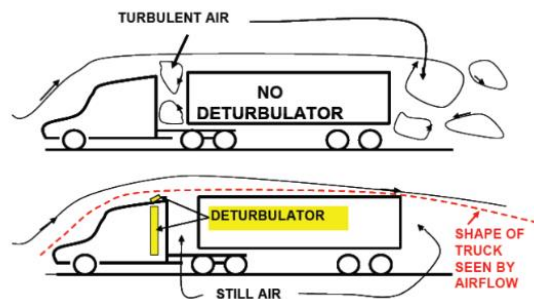 TURBULENT AIR
NO
DETURBULATOR
DETURBULATOR
STILL AIR
SHAPE OF
TRUCK
SEEN BY
AIRFLOW